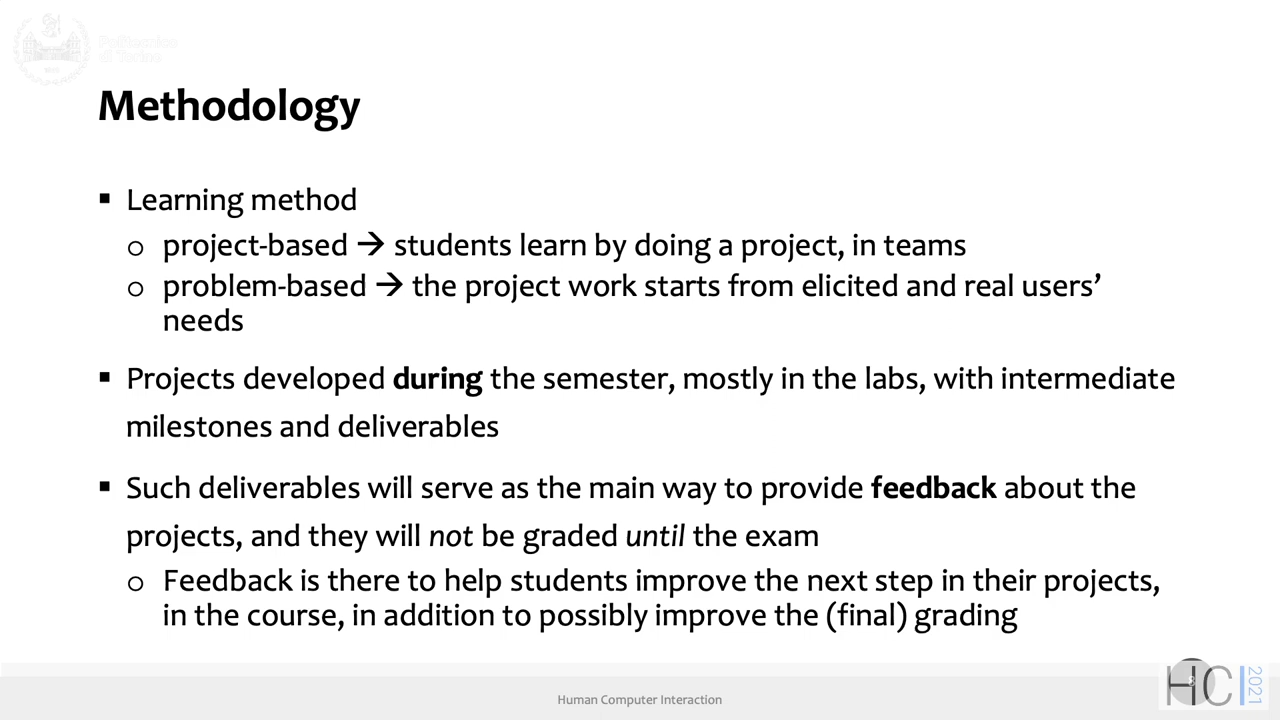 Politecnico
di Torino
Methodology
▪ Learning method
o project-based → students learn by doing a project, in teams
o problem-based → the project work starts from elicited and real users’
needs
▪ Projects developed during the semester, mostly in the labs, with intermediate
milestones and deliverables
▪ Such deliverables will serve as the main way to provide feedback about the
projects, and they will not be graded until the exam
o Feedback is there to help students improve the next step in their projects,
in the course, in addition to possibly improve the (final) grading
Human Computer Interaction
8
HCI 2021